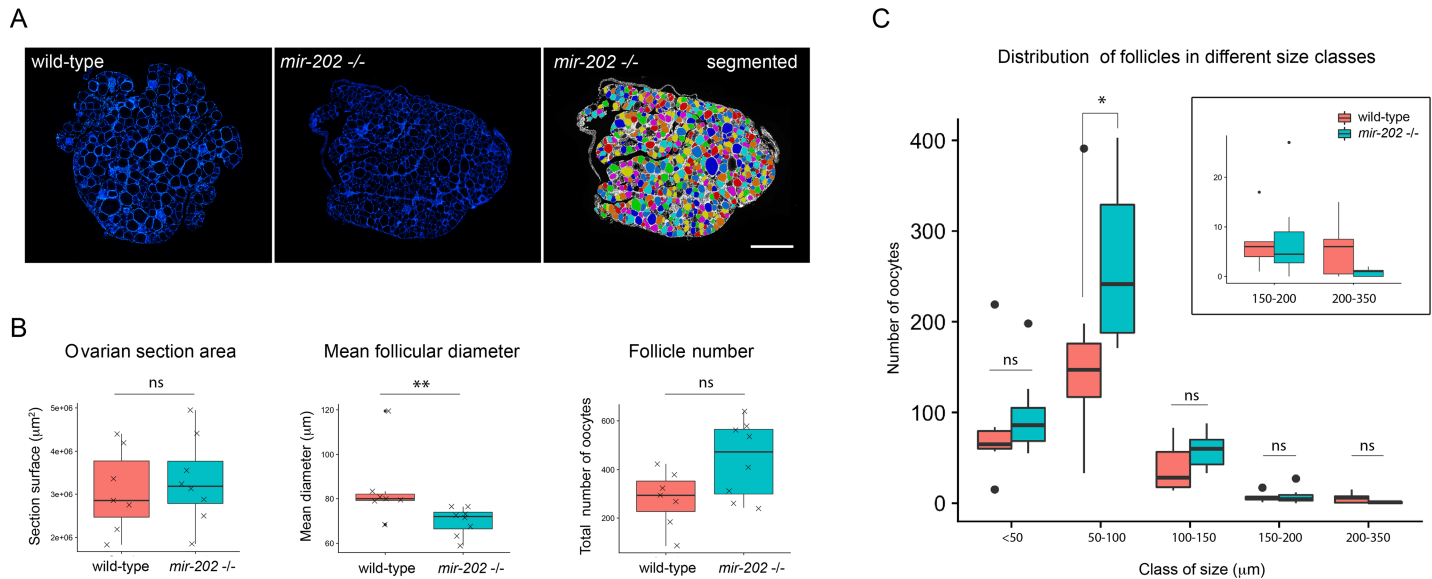 A
wild-type
mir-202 -/-
mir-202 -/- segmented
B
Ovarian section area
ns
Section surface (μm²)
5e+06
4e+06
3e+06
2e+06
wild-type mir-202 -/-
Mean follicular diameter
**
Mean diameter (μm)
120
100
80
60
wild-type mir-202 -/-
Follicle number
ns
Total number of oocytes
600
400
200
wild-type mir-202 -/-
C
Distribution of follicles in different size classes
Number of oocytes
400
300
200
100
0
ns
*
ns
ns
ns
<50 50-100 100-150 150-200 200-350
Class of size (μm)
wild-type
mir-202 -/-
20
10
0
150-200 200-350